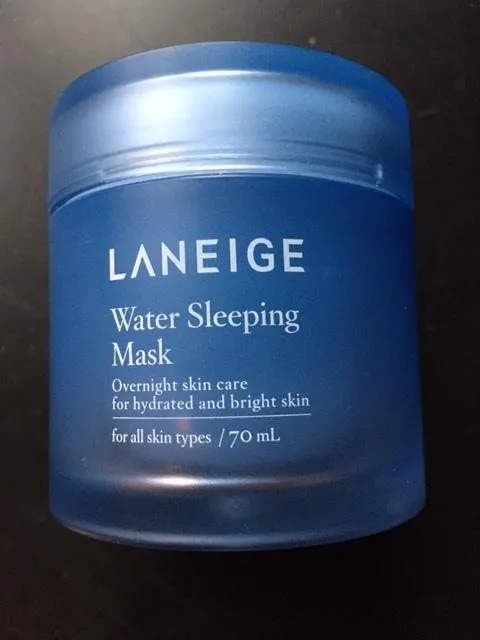 LANEIGE
Water Sleeping
Mask
Overnight skin care
for hydrated and bright skin
for all skin types / 70 mL